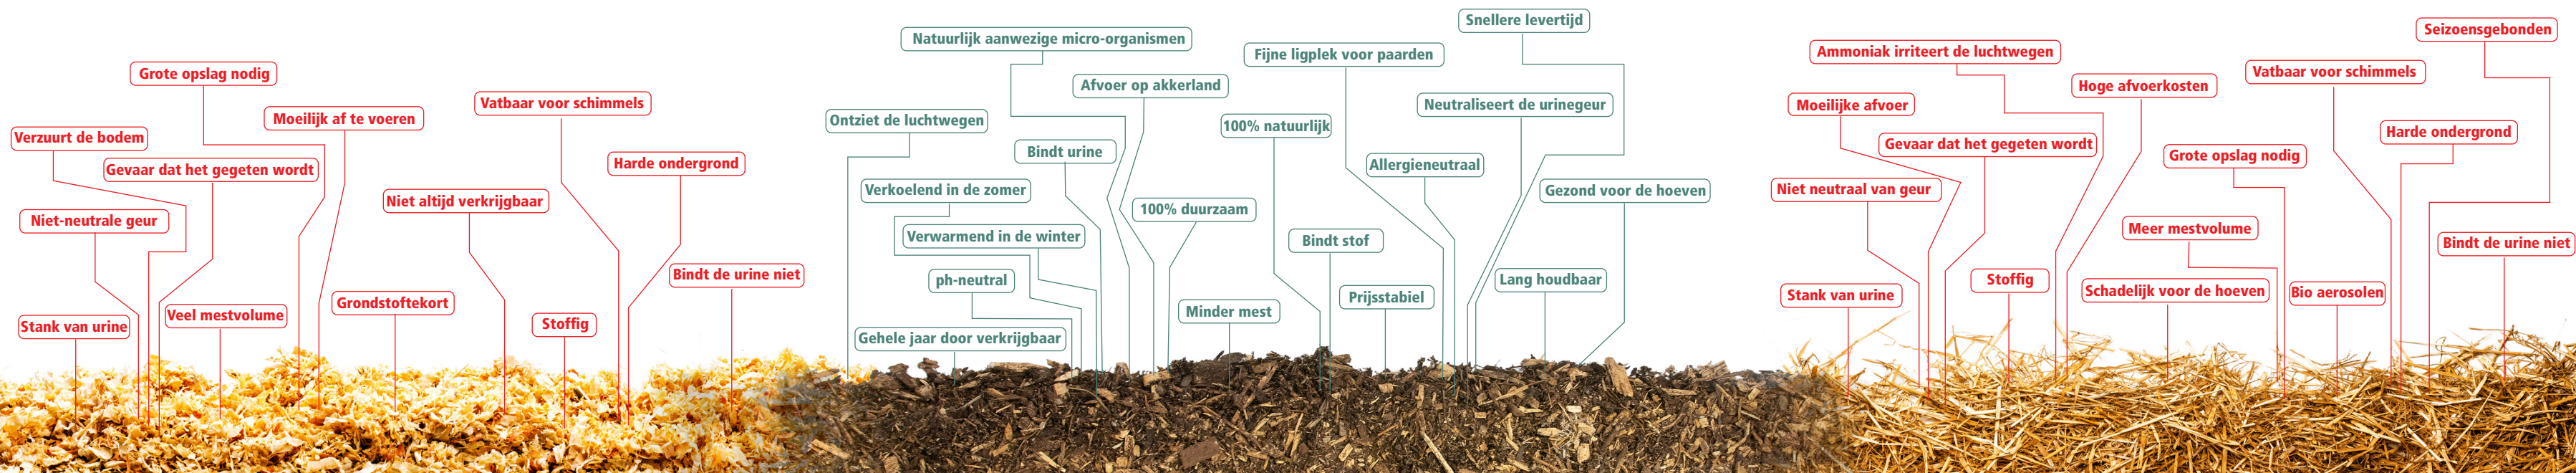 Grote opslag nodig
Verzuurt de bodem
Moeilijk af te voeren
Vatbaar voor schimmels
Gevaar dat het gegeten wordt
Harde ondergrond
Niet-neutrale geur
Niet altijd verkrijgbaar
Bindt de urine niet
Stank van urine
Veel mestvolume
Grondstoftekort
Stoffig
Natuurlijk aanwezige micro-organismen
Snellere levertijd
Fijne ligplek voor paarden
Afvoer op akkerland
Neutraliseert de urinegeur
Ontziet de luchtwegen
100% natuurlijk
Bindt urine
Allergieneutraal
Verkoelend in de zomer
Gezond voor de hoeven
100% duurzaam
Verwarmend in de winter
Bindt stof
ph-neutral
Lang houdbaar
Prijsstabiel
Minder mest
Gehele jaar door verkrijgbaar
Seizoensgebonden
Ammoniak irriteert de luchtwegen
Vatbaar voor schimmels
Hoge afvoerkosten
Moeilijke afvoer
Harde ondergrond
Gevaar dat het gegeten wordt
Grote opslag nodig
Niet neutraal van geur
Meer mestvolume
Bindt de urine niet
Stoffig
Stank van urine
Schadelijk voor de hoeven
Bio aerosolen